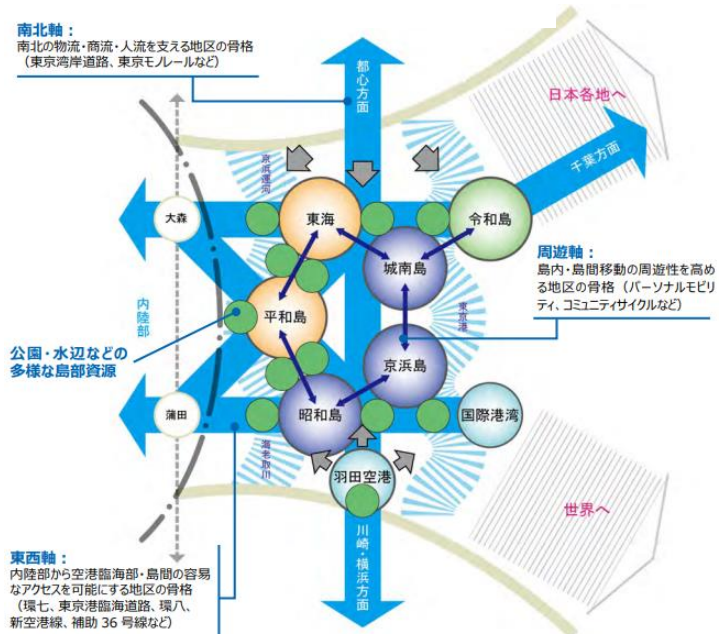 南北軸：
南北の物流・商流・人流を支える地区の骨格
（東京湾岸道路、東京モノレールなど）
都心方面
日本各地へ
千葉方面
京浜運河
大森
東海
令和島
城南島
周遊軸：
島内・島間移動の周遊性を高め
る地区の骨格（パーソナルモビリ
ティ、コミュニティサイクルなど）
内陸部
平和島
東京港
公園・水辺などの
多様な島部資源
京浜島
蒲田
昭和島
国際港湾
海老取川
羽田空港
世界へ
川崎・横浜方面
東西軸：
内陸部から空港臨海部・島間の容易
なアクセスを可能にする地区の骨格
（環七、東京港臨海道路、環八、
新空港線、補助 36 号線など）